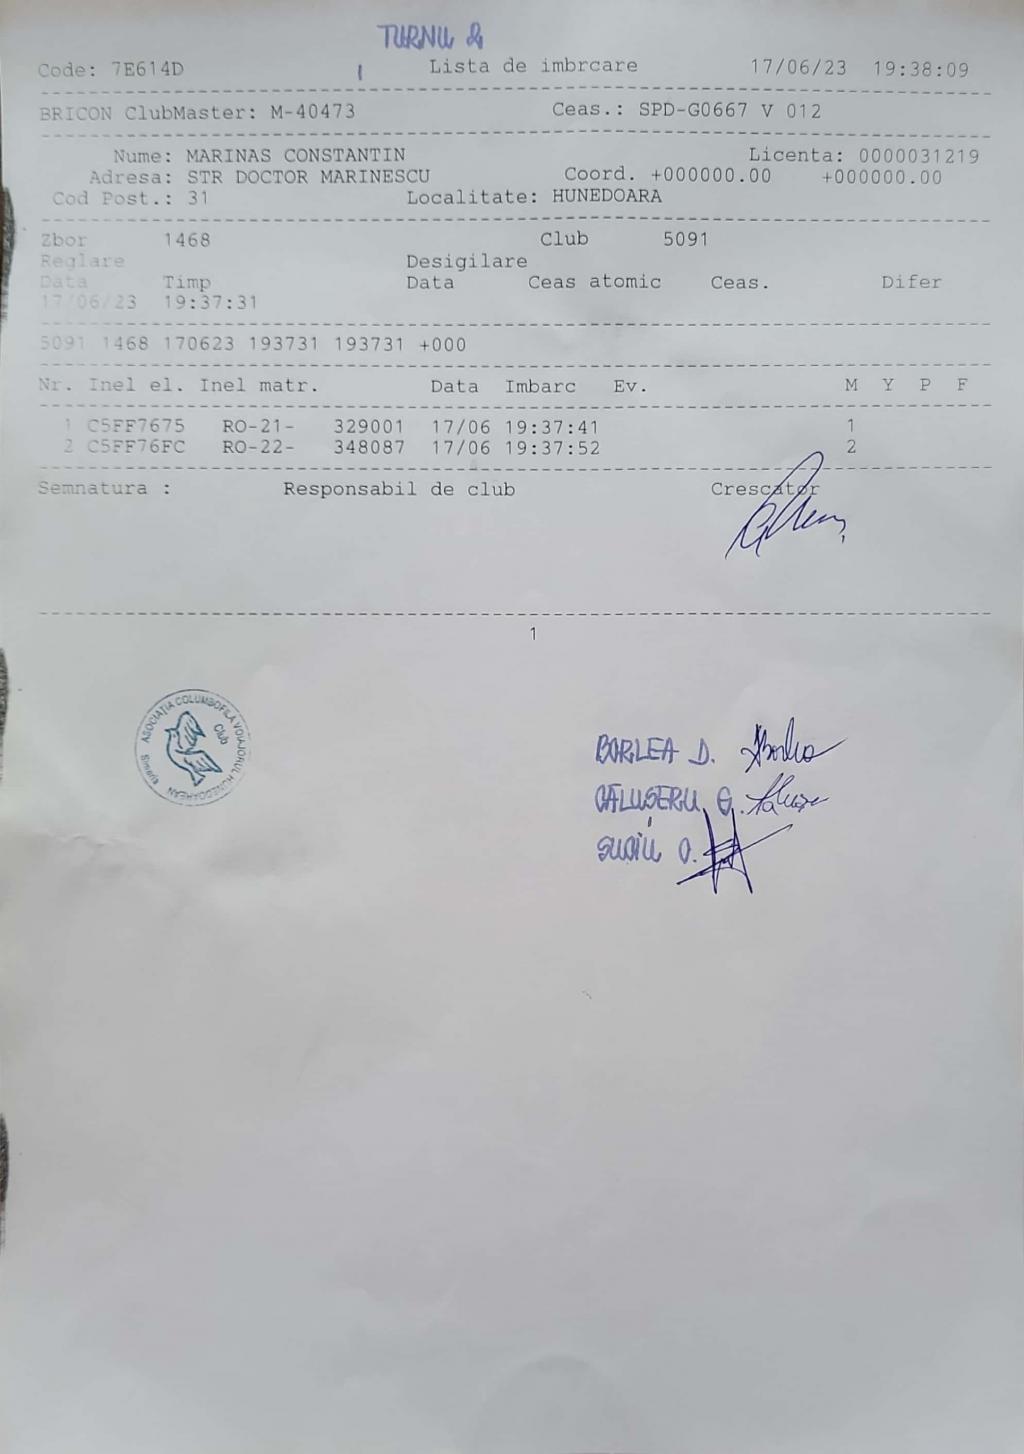 TURNU 2
Code: 7E614D Lista de imbrcare 17/06/23 19:38:09
BRICON ClubMaster: M-40473 Ceas.: SPD-G0667 V 012
Nume: MARINAS CONSTANTIN Licenta: 0000031219
Adresa: STR DOCTOR MARINESCU Coord. +000000.00 +000000.00
Cod Post.: 31 Localitate: HUNEDOARA
Zbor 1468 Club 5091
Reglare Desigilare
Data Timp Data Ceas atomic Ceas. Difer
17/06/23 19:37:31
5091 1468 170623 193731 193731 +000
Nr. Inel el. Inel matr. Data Imbarc Ev. M Y P F
1 C5FF7675 RO-21- 329001 17/06 19:37:41 1
2 C5FF76FC RO-22- 348087 17/06 19:37:52 2
Semnatura : Responsabil de club Crescator
1
ASOCIAȚIA COLUMBOFILA VOIAJORUL HUNEDOREAN
Club
Simeria
BORLEA D.
CĂLUȘERU G.
SUCIU O.